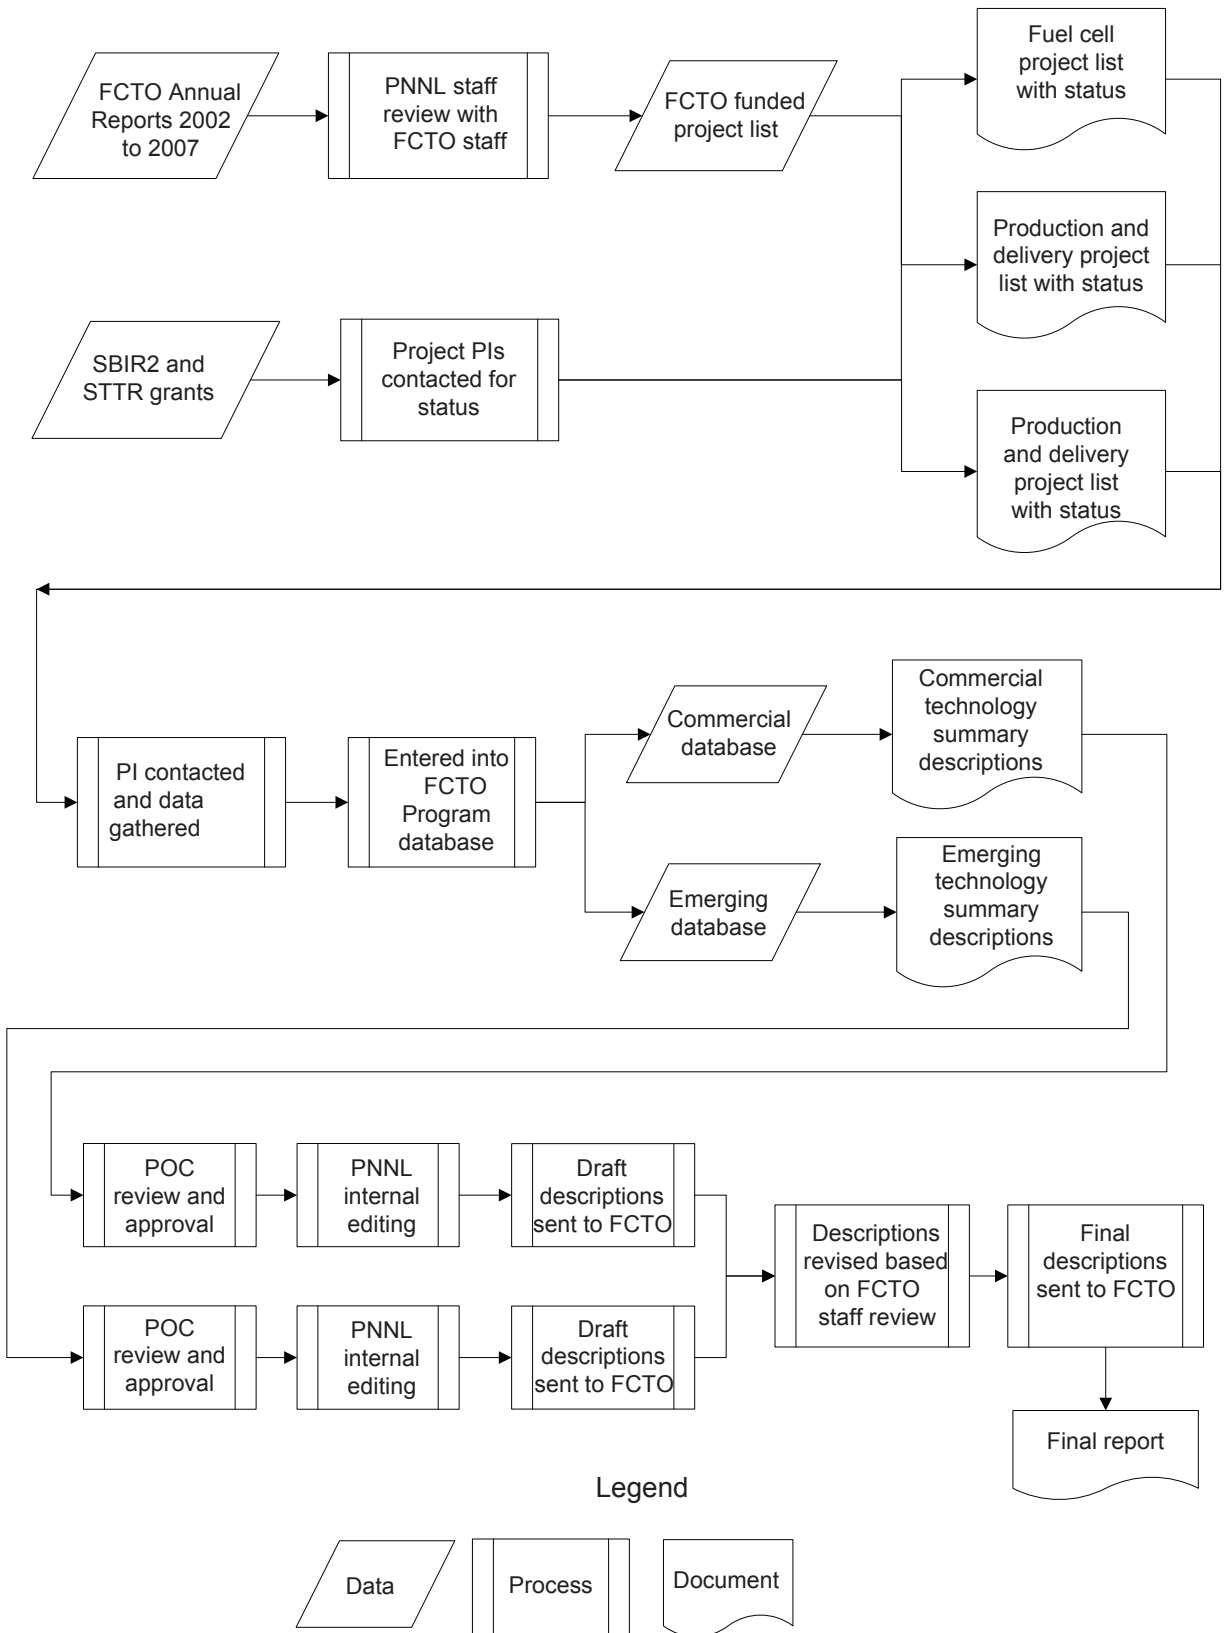 FCTO Annual
Reports 2002
to 2007
PNNL staff
review with
FCTO staff
FCTO funded
project list
Fuel cell
project list
with status
Production and
delivery project
list with status
SBIR2 and
STTR grants
Project PIs
contacted for
status
Production
and delivery
project list
with status
PI contacted
and data
gathered
Entered into
FCTO
Program
database
Commercial
database
Commercial
technology
summary
descriptions
Emerging
database
Emerging
technology
summary
descriptions
POC
review and
approval
PNNL
internal
editing
Draft
descriptions
sent to FCTO
POC
review and
approval
PNNL
internal
editing
Draft
descriptions
sent to FCTO
Descriptions
revised based
on FCTO
staff review
Final
descriptions
sent to FCTO
Final report
Legend
Data
Process
Document